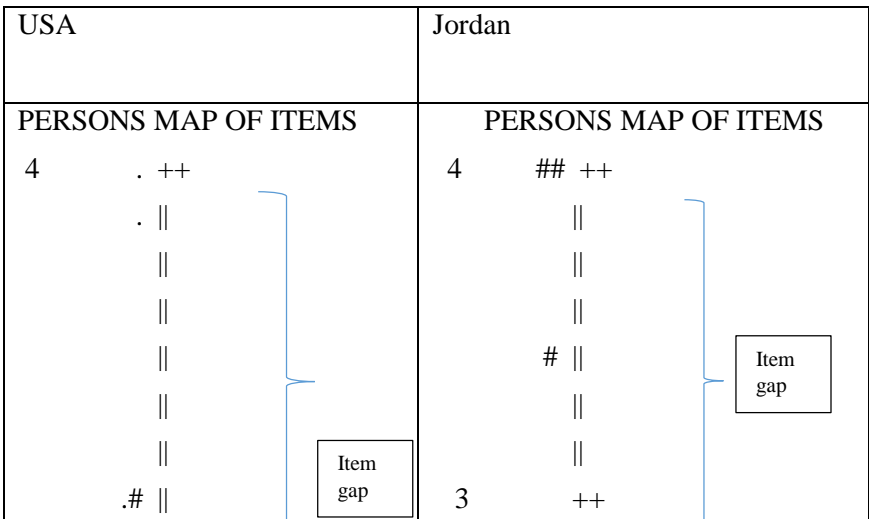 USA
Jordan
PERSONS MAP OF ITEMS
4 . ++
. ||
||
||
||
||
||
.# ||
Item
gap
PERSONS MAP OF ITEMS
4 ## ++
||
||
||
# ||
||
||
3 ++
Item
gap